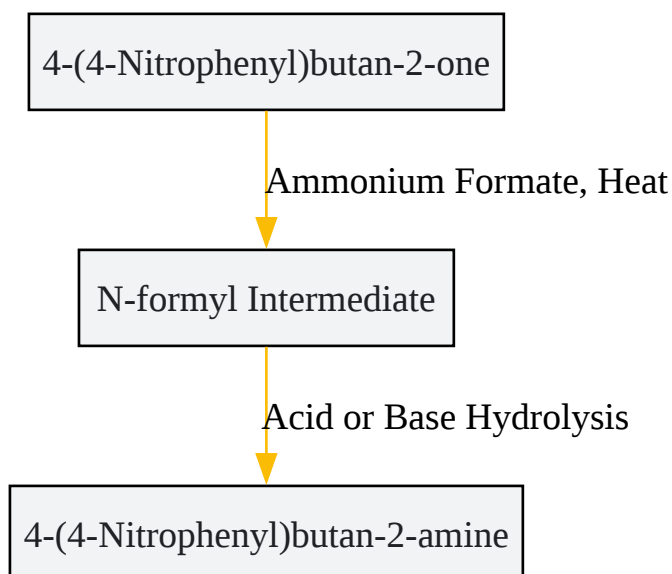 4-(4-Nitrophenyl)butan-2-one
Ammonium Formate, Heat
N-formyl Intermediate
Acid or Base Hydrolysis
4-(4-Nitrophenyl)butan-2-amine